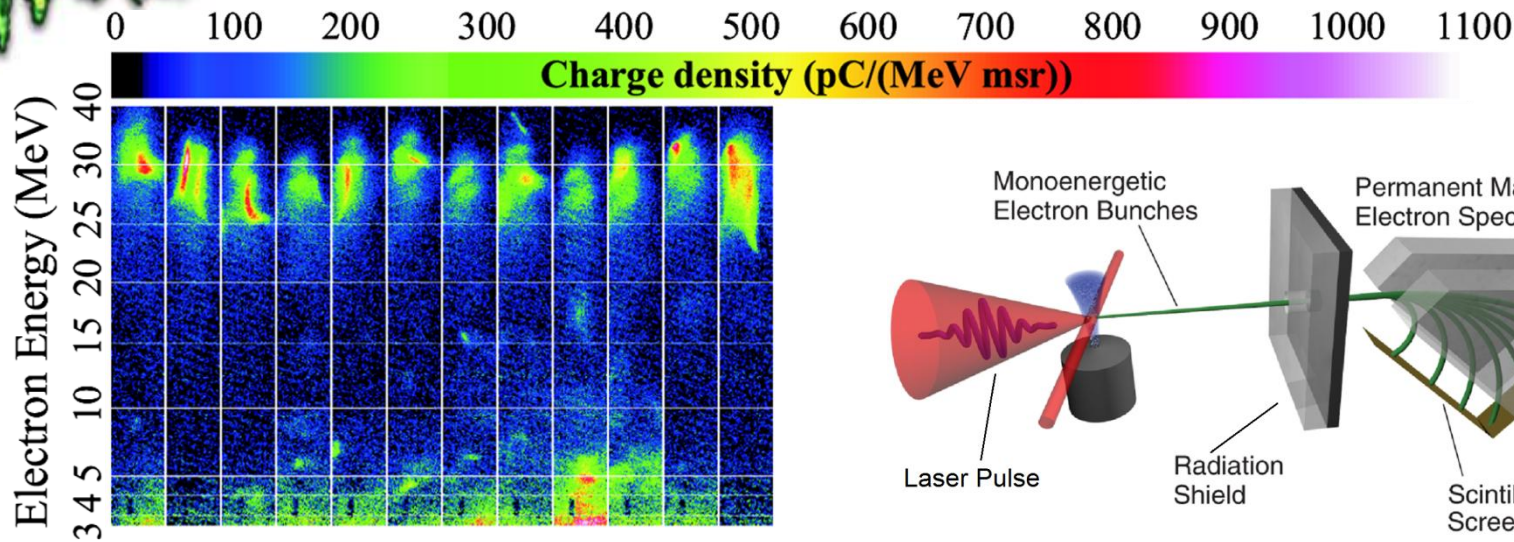 0 100 200 300 400 500 600 700 800 900 1000 1100
Charge density (pC/(MeV msr))
Electron Energy (MeV)
40
30
25
20
15
10
5
4
3
Monoenergetic
Electron Bunches
Permanent Ma
Electron Spec
Laser Pulse
Radiation
Shield
Scintil
Scree